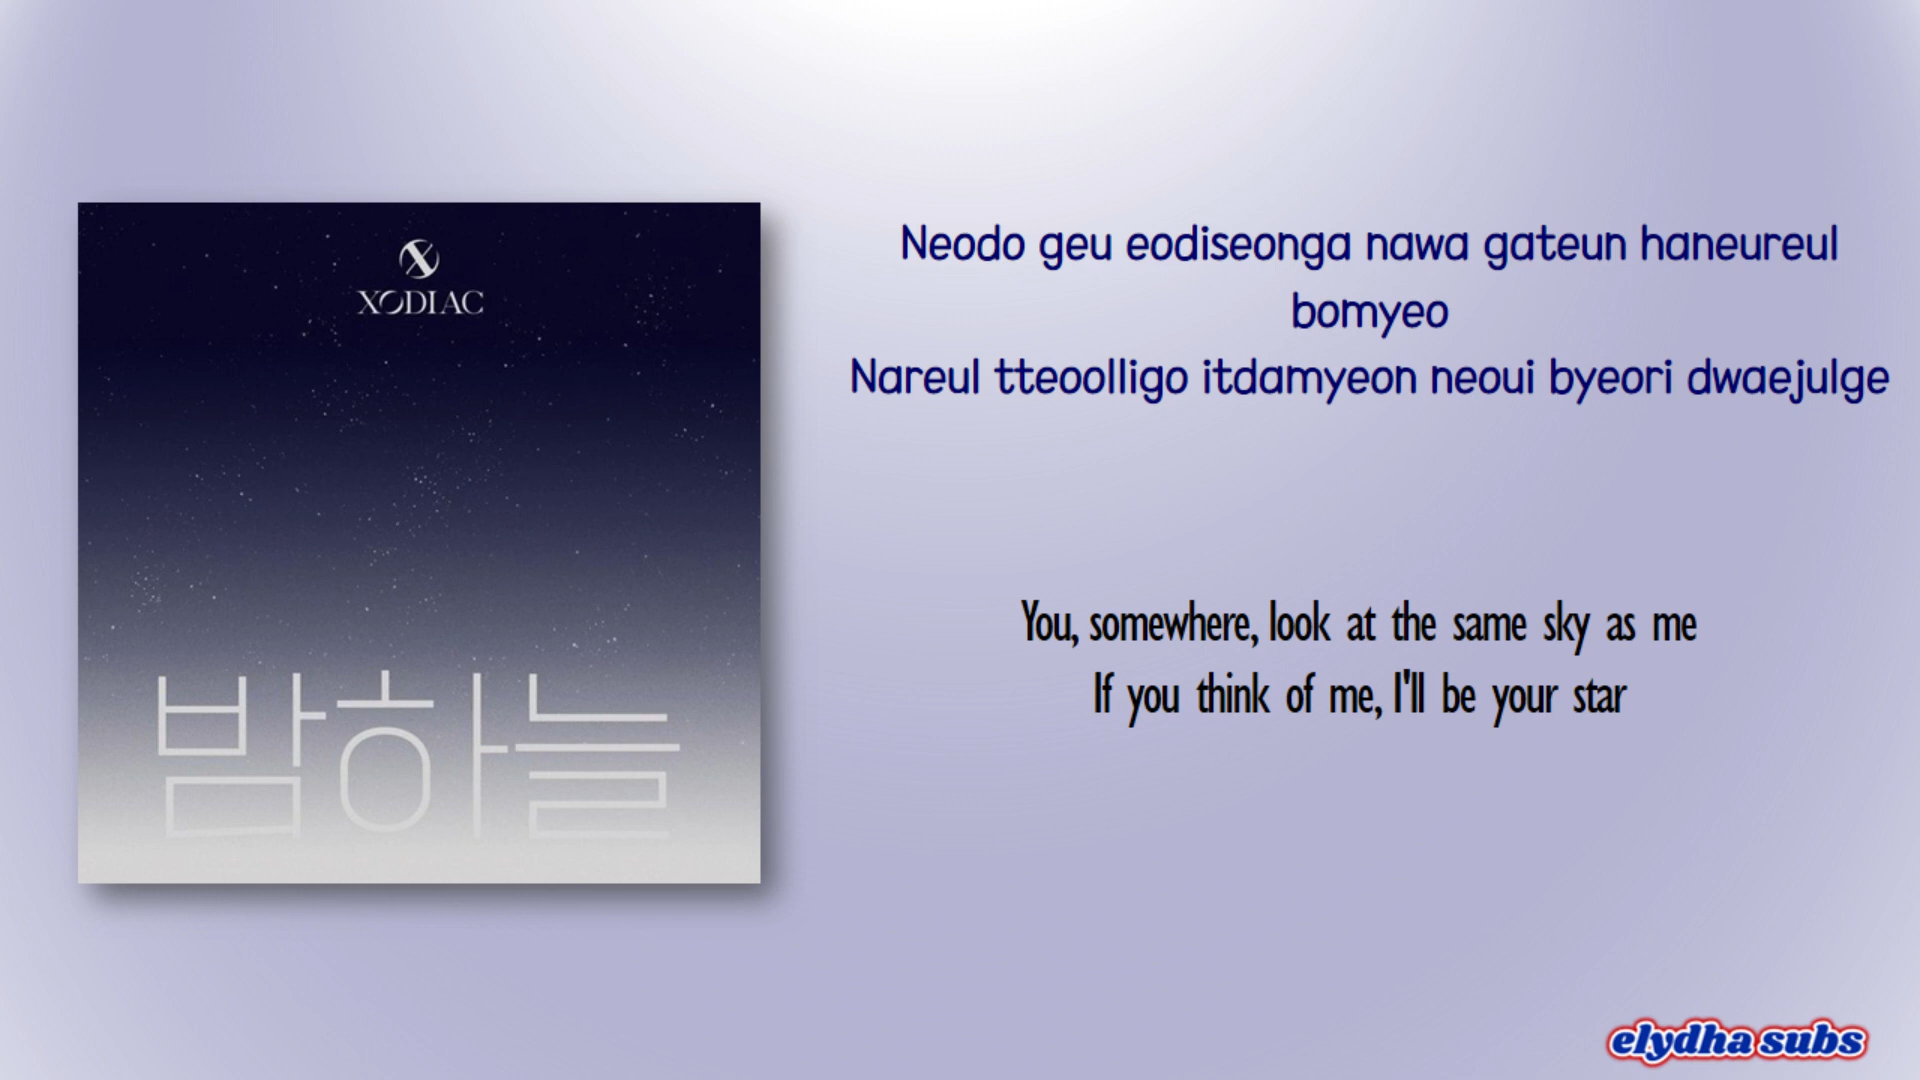 XODIAC
밤하늘
Neodo geu eodiseonga nawa gateun haneureul
bomyeo
Nareul tteoolligo itdamyeon neoui byeori dwaejulge
You, somewhere, look at the same sky as me
If you think of me, I'll be your star
elydha subs